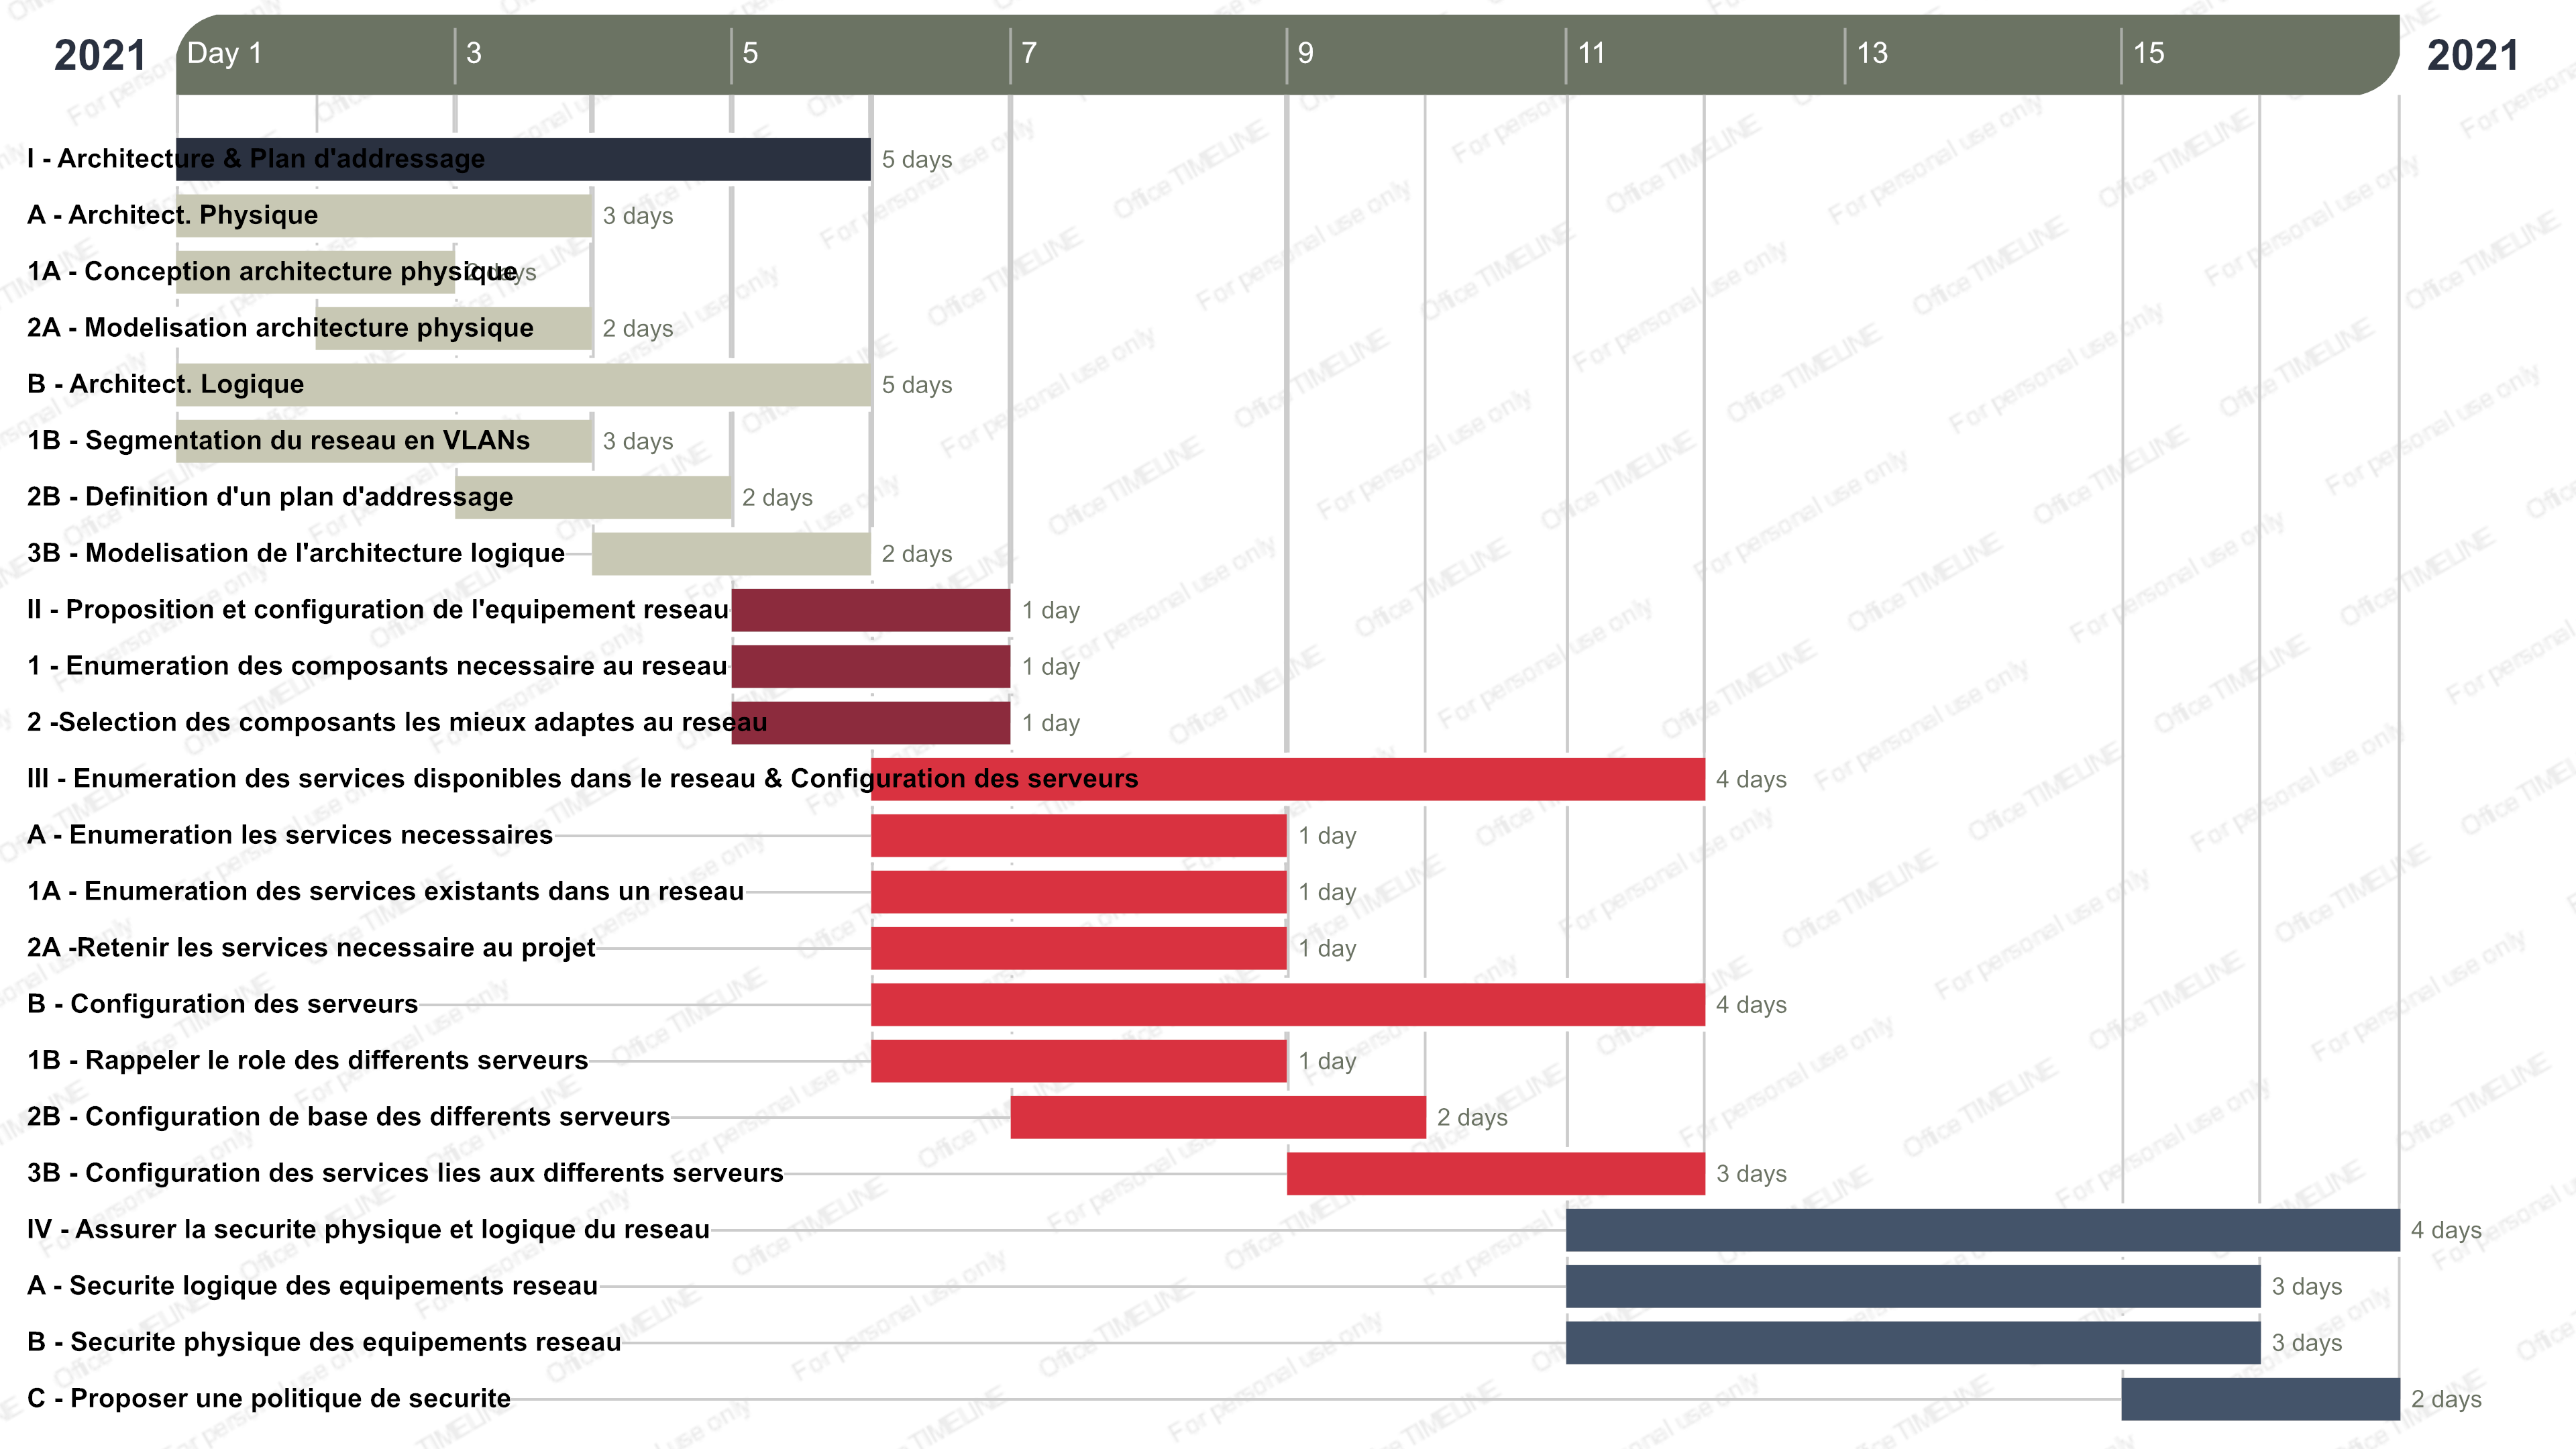 2021 Day 1 3 5 7 9 11 13 15 2021
I - Architecture & Plan d'addressage 5 days
A - Architect. Physique 3 days
1A - Conception architecture physique 2 days
2A - Modelisation architecture physique 2 days
B - Architect. Logique 5 days
1B - Segmentation du reseau en VLANs 3 days
2B - Definition d'un plan d'addressage 2 days
3B - Modelisation de l'architecture logique 2 days
II - Proposition et configuration de l'equipement reseau 1 day
1 - Enumeration des composants necessaire au reseau 1 day
2 -Selection des composants les mieux adaptes au reseau 1 day
III - Enumeration des services disponibles dans le reseau & Configuration des serveurs 4 days
A - Enumeration les services necessaires 1 day
1A - Enumeration des services existants dans un reseau 1 day
2A -Retenir les services necessaire au projet 1 day
B - Configuration des serveurs 4 days
1B - Rappeler le role des differents serveurs 1 day
2B - Configuration de base des differents serveurs 2 days
3B - Configuration des services lies aux differents serveurs 3 days
IV - Assurer la securite physique et logique du reseau 4 days
A - Securite logique des equipements reseau 3 days
B - Securite physique des equipements reseau 3 days
C - Proposer une politique de securite 2 days
Office TIMELINE For personal use only